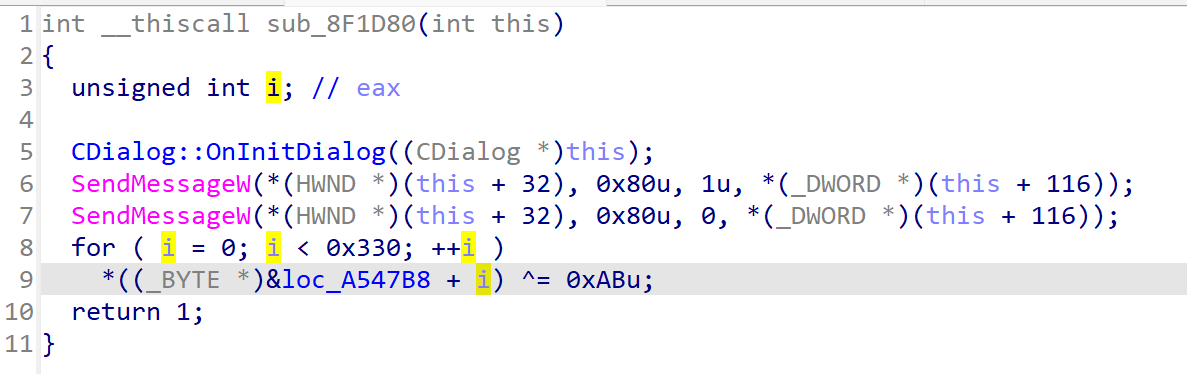 1 int __thiscall sub_8F1D80(int this)
2 {
3   unsigned int i; // eax
4
5   CDialog::OnInitDialog((CDialog *)this);
6   SendMessageW(*(HWND *)(this + 32), 0x80u, 1u, *(_DWORD *)(this + 116));
7   SendMessageW(*(HWND *)(this + 32), 0x80u, 0, *(_DWORD *)(this + 116));
8   for ( i = 0; i < 0x330; ++i )
9     *((_BYTE *)&loc_A547B8 + i) ^= 0xABu;
10   return 1;
11 }